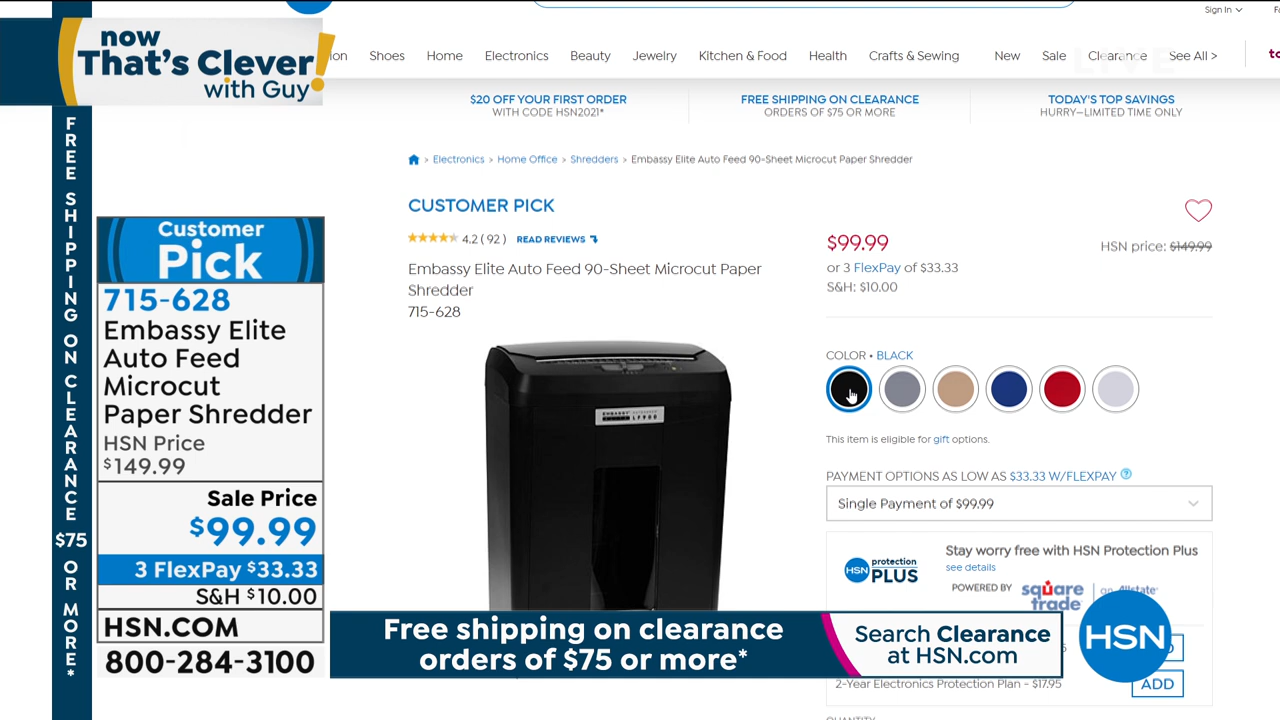 now
That's Clever!
with Guy
FREE SHIPPING ON CLEARANCE $75 OR MORE*
Customer
Pick
715-628
Embassy Elite
Auto Feed
Microcut
Paper Shredder
HSN Price
$149.99
Sale Price
$99.99
3 FlexPay $33.33
S&H $10.00
HSN.COM
800-284-3100
Sign In
Shoes Home Electronics Beauty Jewelry Kitchen & Food Health Crafts & Sewing New Sale Clearance See All >
LIVE
$20 OFF YOUR FIRST ORDER
WITH CODE HSN2021*
FREE SHIPPING ON CLEARANCE
ORDERS OF $75 OR MORE
TODAY'S TOP SAVINGS
HURRY—LIMITED TIME ONLY
> Electronics > Home Office > Shredders > Embassy Elite Auto Feed 90-Sheet Microcut Paper Shredder
CUSTOMER PICK
4.2 ( 92 ) READ REVIEWS
Embassy Elite Auto Feed 90-Sheet Microcut Paper
Shredder
715-628
EMBASSY
LF900
$99.99
HSN price: $149.99
or 3 FlexPay of $33.33
S&H: $10.00
COLOR • BLACK
This item is eligible for gift options.
PAYMENT OPTIONS AS LOW AS $33.33 W/FLEXPAY ?
Single Payment of $99.99
HSN protection PLUS
Stay worry free with HSN Protection Plus
see details
POWERED BY square trade an Allstate
2-Year Electronics Protection Plan - $17.95
ADD
Free shipping on clearance
orders of $75 or more*
Search Clearance
at HSN.com
HSN